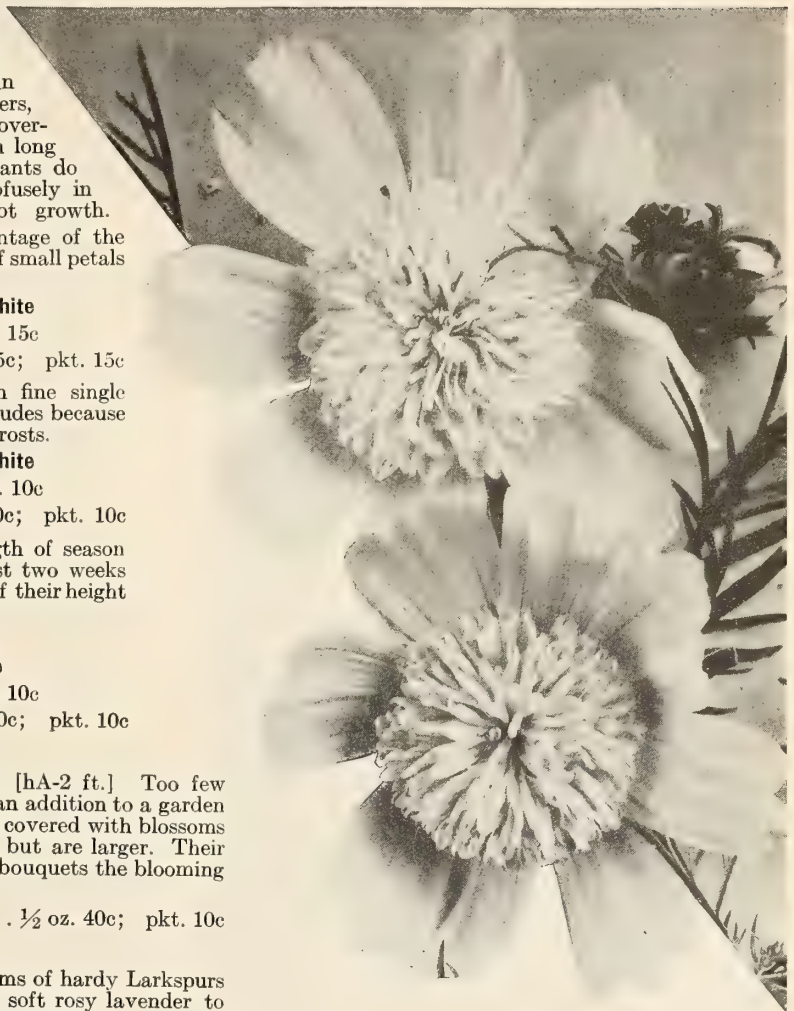 n
ers,
over-
n long
ants do
ofusely in
ot growth.
ntage of the
f small petals
hite
15c
5c; pkt. 15c
n fine single
udes because
rosts.
hite
. 10c
0c; pkt. 10c
gth of season
st two weeks
f their height
10c
0c; pkt. 10c
[hA-2 ft.] Too few
an addition to a garden
covered with blossoms
but are larger. Their
bouquets the blooming
. ½ oz. 40c; pkt. 10c
ms of hardy Larkspurs
soft rosy lavender to